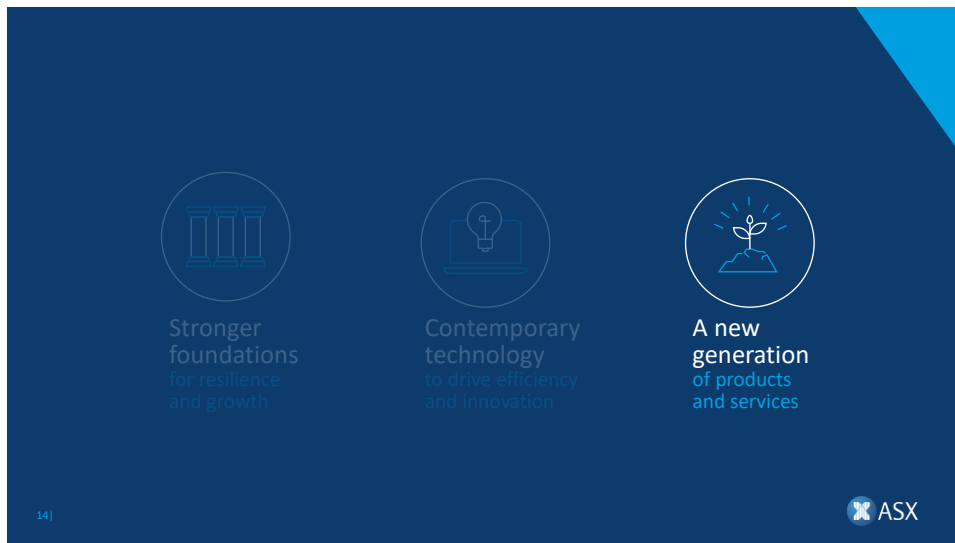 Stronger
foundations
for resilience
and growth
Contemporary
technology
to drive efficiency
and innovation
A new
generation
of products
and services
14|
ASX